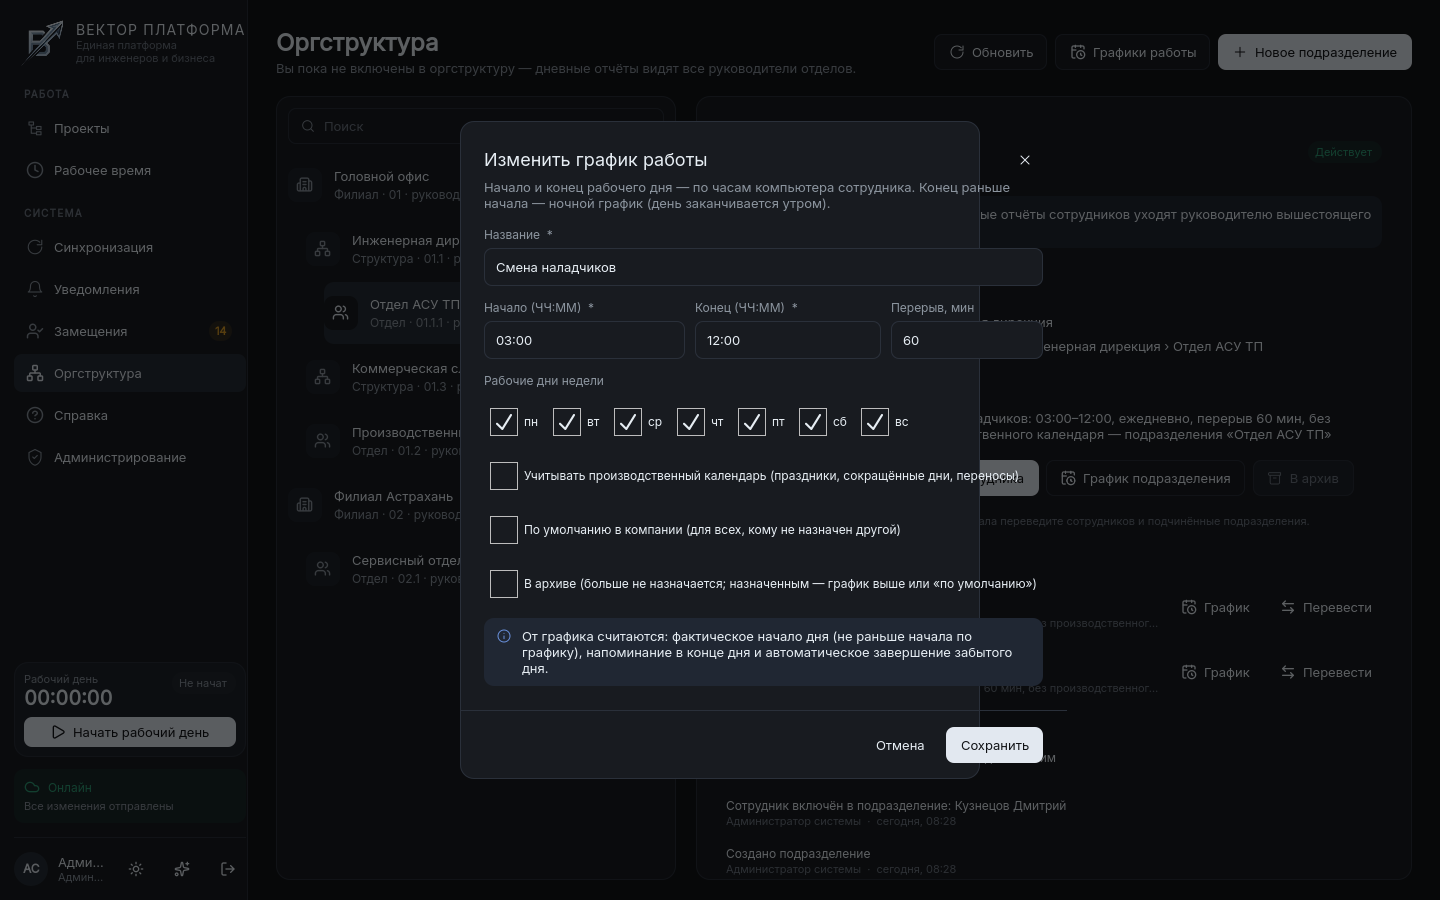 ВЕКТОР ПЛАТФОРМА
Единая платформа
для инженеров и бизнеса
РАБОТА
Проекты
Рабочее время
СИСТЕМА
Синхронизация
Уведомления
Замещения
14
Оргструктура
Справка
Администрирование
Рабочий день
Не начат
00:00:00
Начать рабочий день
Онлайн
Все изменения отправлены
АС
Адми...
Админ...
Оргструктура
Вы пока не включены в оргструктуру — дневные отчёты видят все руководители отделов.
Обновить
Графики работы
Новое подразделение
Поиск
Головной офис
Филиал · 01 · руковод
Инженерная дир
Структура · 01.1 ·
Отдел АСУ ТП
Отдел · 01.1.1 ·
Коммерческая с
Структура · 01.3 ·
Производственн
Отдел · 01.2 · руково
Филиал Астрахань
Филиал · 02 · руковод
Сервисный отдел
Отдел · 02.1 · руков
Изменить график работы
Начало и конец рабочего дня — по часам компьютера сотрудника. Конец раньше
начала — ночной график (день заканчивается утром).
Название *
Смена наладчиков
Начало (ЧЧ:ММ) *
Конец (ЧЧ:ММ) *
Перерыв, мин
03:00
12:00
60
Рабочие дни недели
пн
вт
ср
чт
пт
сб
вс
Учитывать производственный календарь (праздники, сокращённые дни, переносы)
По умолчанию в компании (для всех, кому не назначен другой)
В архиве (больше не назначается; назначенным — график выше или «по умолчанию»)
От графика считаются: фактическое начало дня (не раньше начала по
графику), напоминание в конце дня и автоматическое завершение забытого
дня.
Отмена
Сохранить
Действует
ые отчёты сотрудников уходят руководителю вышестоящего
дирекция
енерная дирекция › Отдел АСУ ТП
адчиков: 03:00–12:00, ежедневно, перерыв 60 мин, без
твенного календаря — подразделения «Отдел АСУ ТП»
График подразделения
В архив
ала переведите сотрудников и подчинённые подразделения.
График
Перевести
з производственног...
График
Перевести
60 мин, без производственног...
им
Сотрудник включён в подразделение: Кузнецов Дмитрий
Администратор системы · сегодня, 08:28
Создано подразделение
Администратор системы · сегодня, 08:28